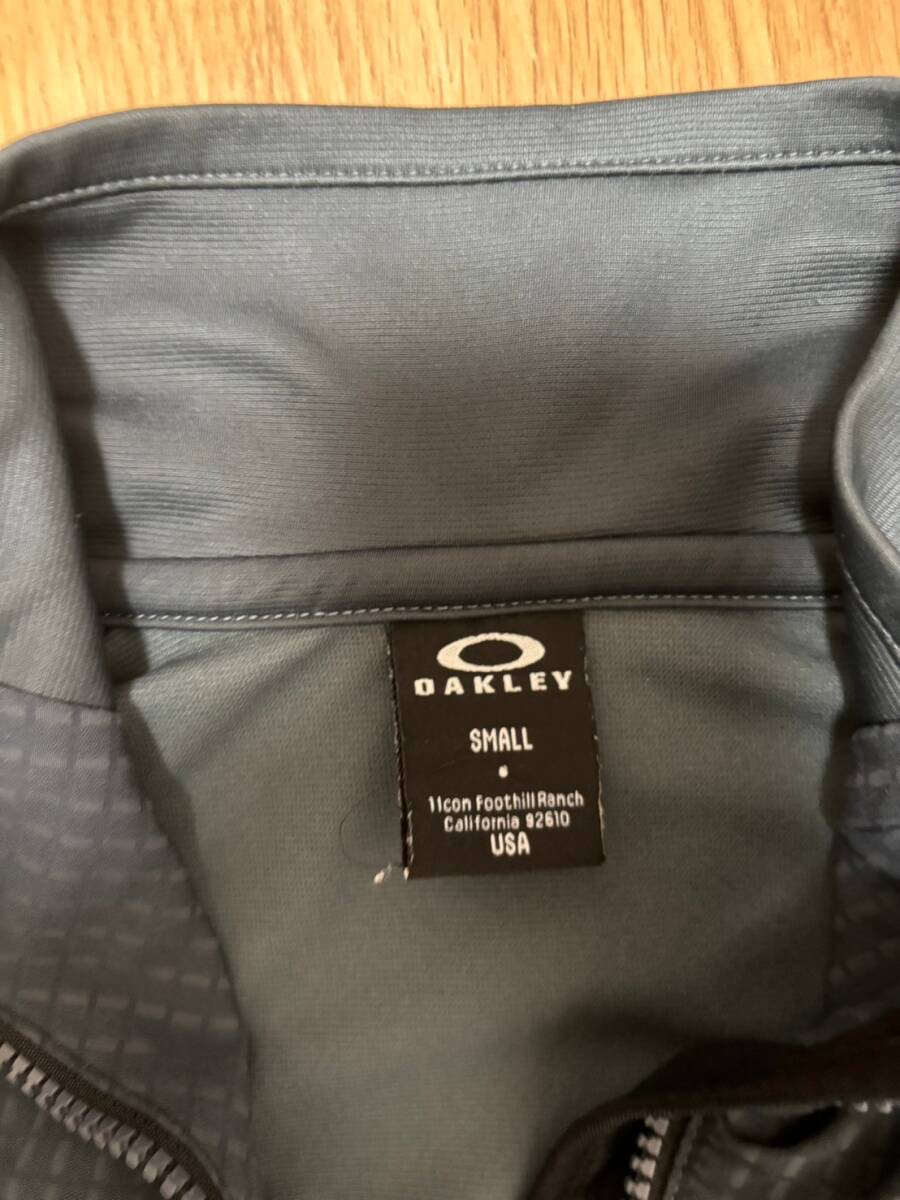 OAKLEY
SMALL
1 Icon Foothill Ranch
California 92610
USA